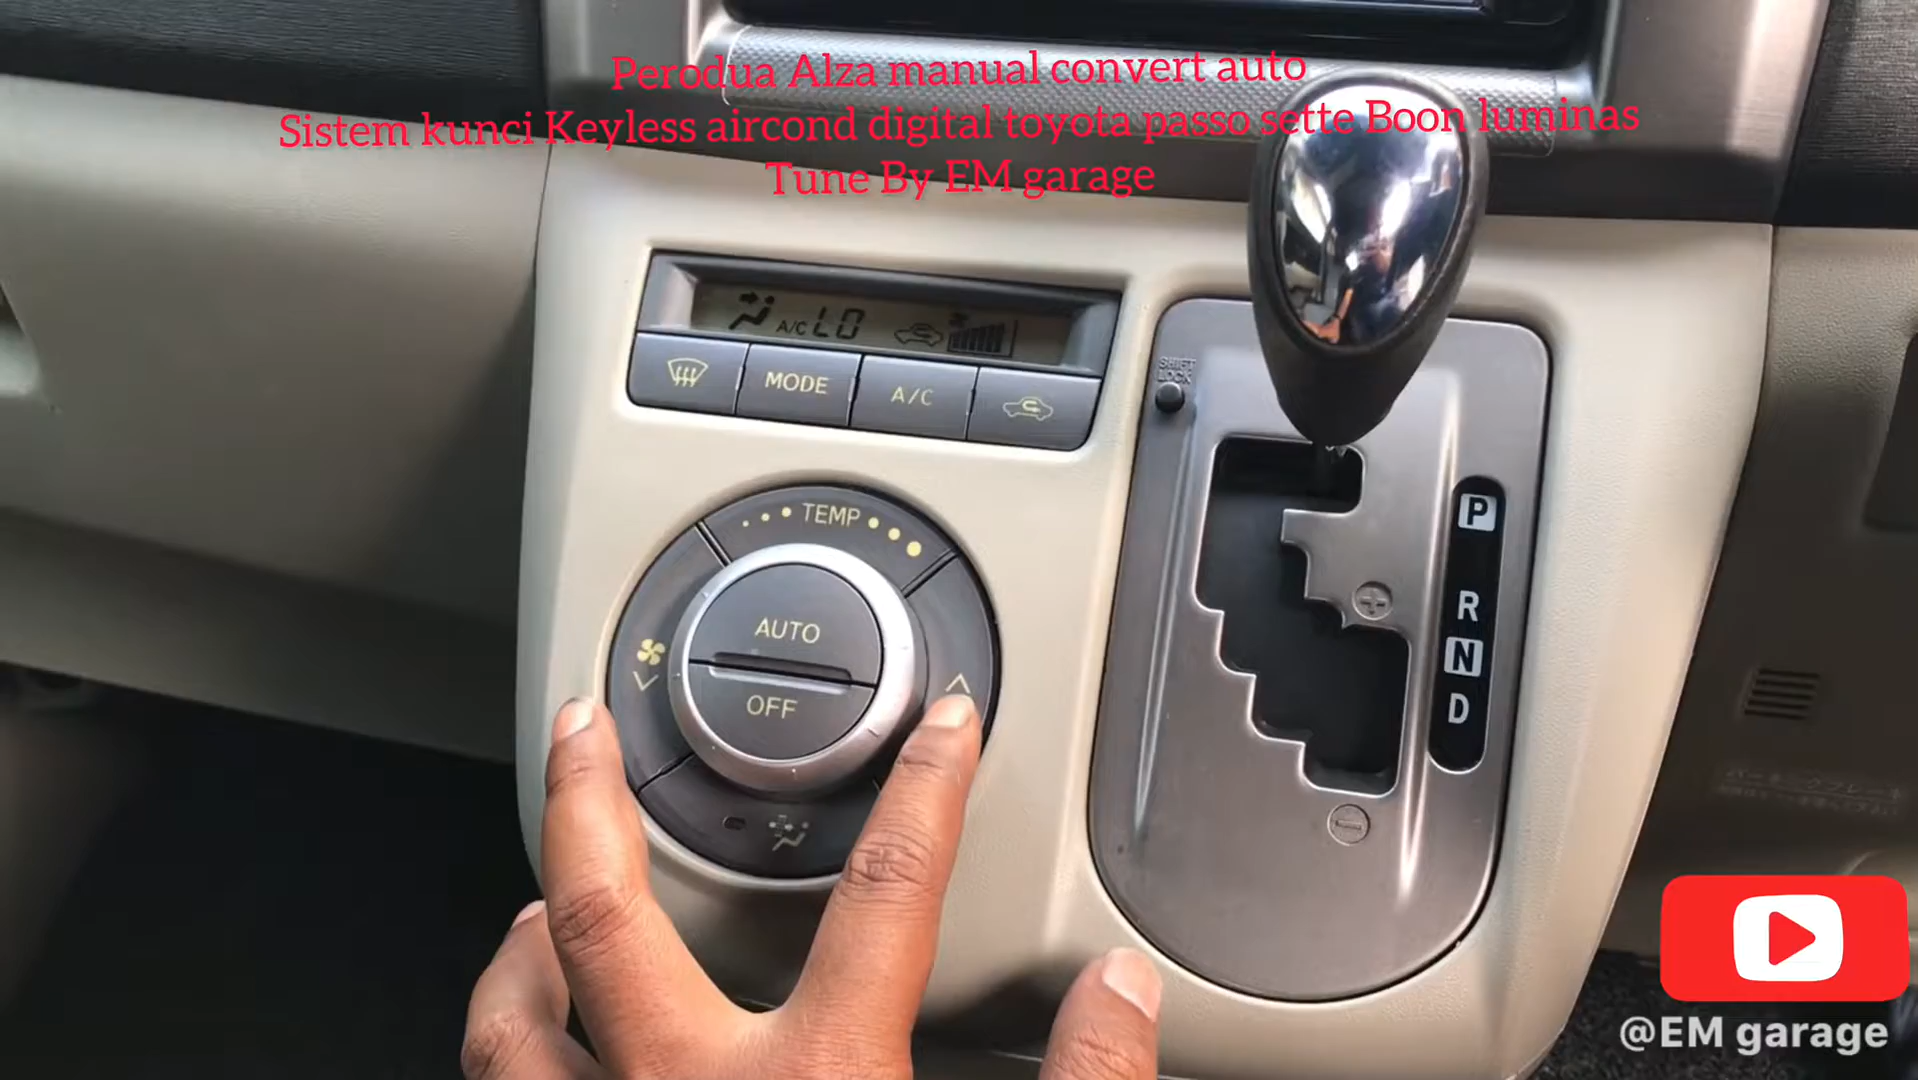 Perodua Alza manual convert auto
Sistem kunci Keyless aircond digital toyota passo sette Boon luminas
Tune By EM garage
A/C LO
MODE
A/C
SHIFT
LOCK
TEMP
AUTO
OFF
P
R
N
D
@EM garage